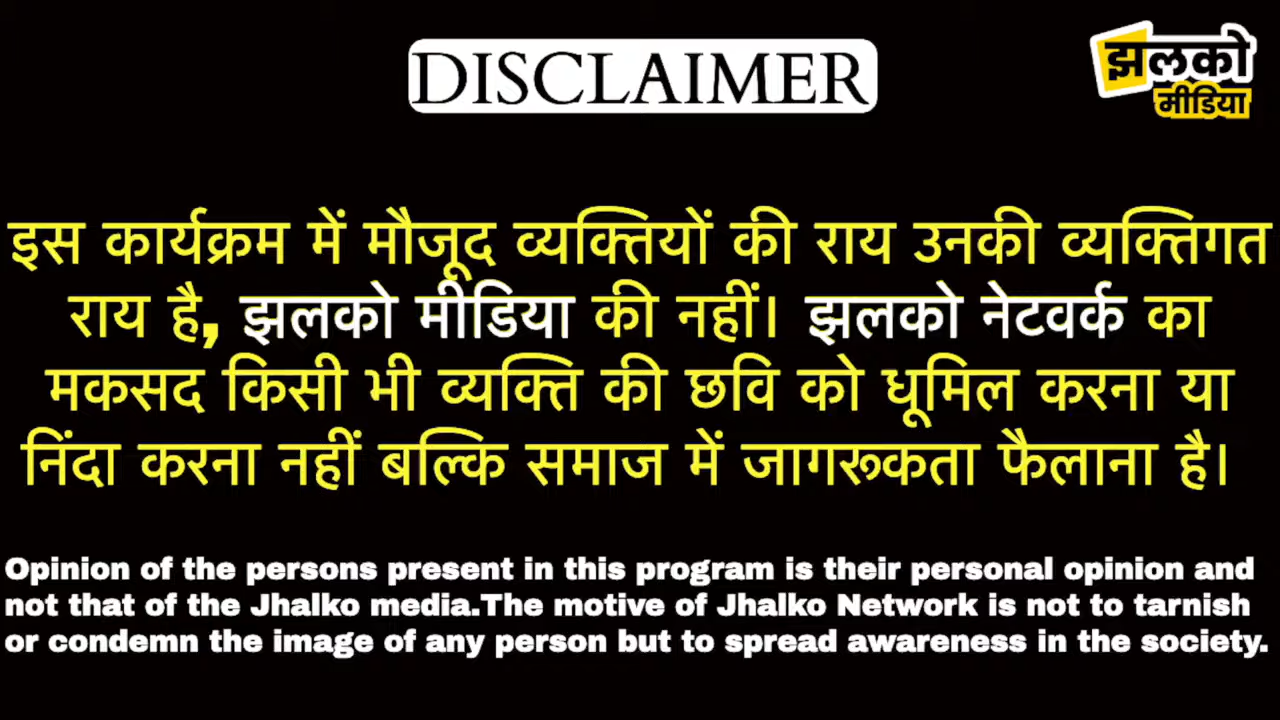 DISCLAIMER
झलको
मीडिया
इस कार्यक्रम में मौजूद व्यक्तियों की राय उनकी व्यक्तिगत
राय है, झलको मीडिया की नहीं। झलको नेटवर्क का
मकसद किसी भी व्यक्ति की छवि को धूमिल करना या
निंदा करना नहीं बल्कि समाज में जागरूकता फैलाना है।
Opinion of the persons present in this program is their personal opinion and
not that of the Jhalko media.The motive of Jhalko Network is not to tarnish
or condemn the image of any person but to spread awareness in the society.